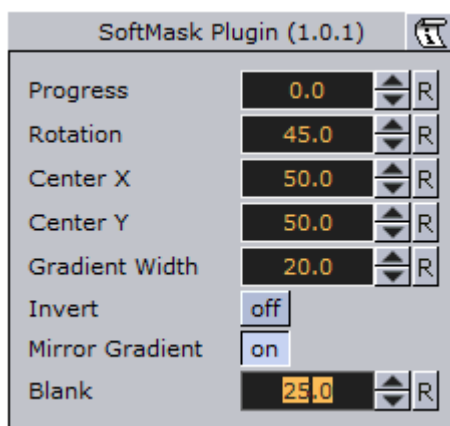 SoftMask Plugin (1.0.1)
Progress 0.0 R
Rotation 45.0 R
Center X 50.0 R
Center Y 50.0 R
Gradient Width 20.0 R
Invert off
Mirror Gradient on
Blank 25.0 R